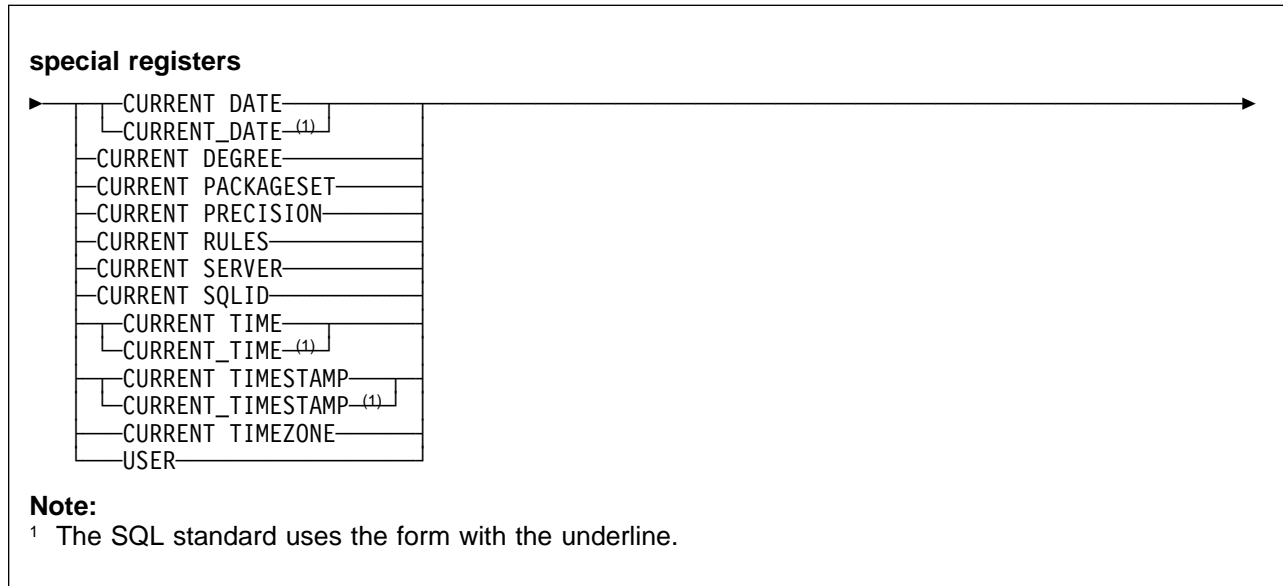 special registers
CURRENT DATE
CURRENT_DATE (1)
CURRENT DEGREE
CURRENT PACKAGESET
CURRENT PRECISION
CURRENT RULES
CURRENT SERVER
CURRENT SQLID
CURRENT TIME
CURRENT_TIME (1)
CURRENT TIMESTAMP
CURRENT_TIMESTAMP (1)
CURRENT TIMEZONE
USER
Note:
1 The SQL standard uses the form with the underline.